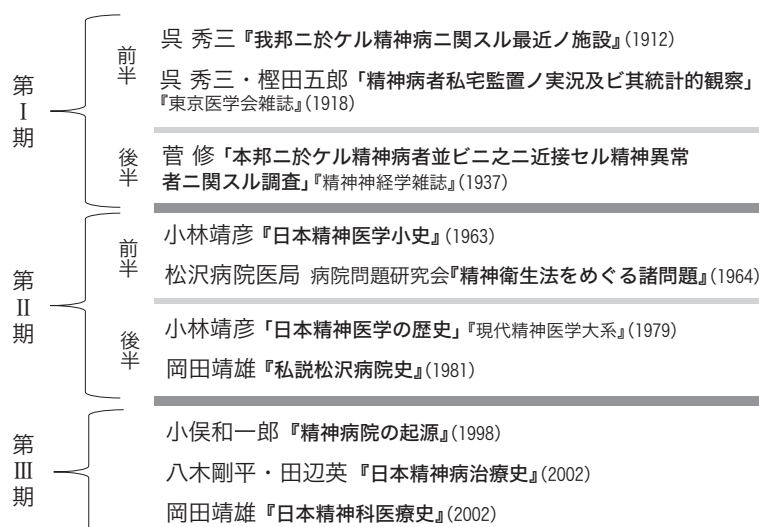 第Ⅰ期
前半
呉 秀三『我邦ニ於ケル精神病ニ関スル最近ノ施設』(1912)
呉 秀三・樫田五郎「精神病者私宅監置ノ実況及ビ其統計的観察」
『東京医学会雑誌』(1918)
後半
菅 修「本邦ニ於ケル精神病者並ビニ之ニ近接セル精神異常
者ニ関スル調査」『精神神経学雑誌』(1937)
第Ⅱ期
前半
小林靖彦『日本精神医学小史』(1963)
松沢病院医局 病院問題研究会『精神衛生法をめぐる諸問題』(1964)
後半
小林靖彦「日本精神医学の歴史」『現代精神医学大系』(1979)
岡田靖雄『私説松沢病院史』(1981)
第Ⅲ期
小俣和一郎『精神病院の起源』(1998)
八木剛平・田辺英『日本精神病治療史』(2002)
岡田靖雄『日本精神科医療史』(2002)